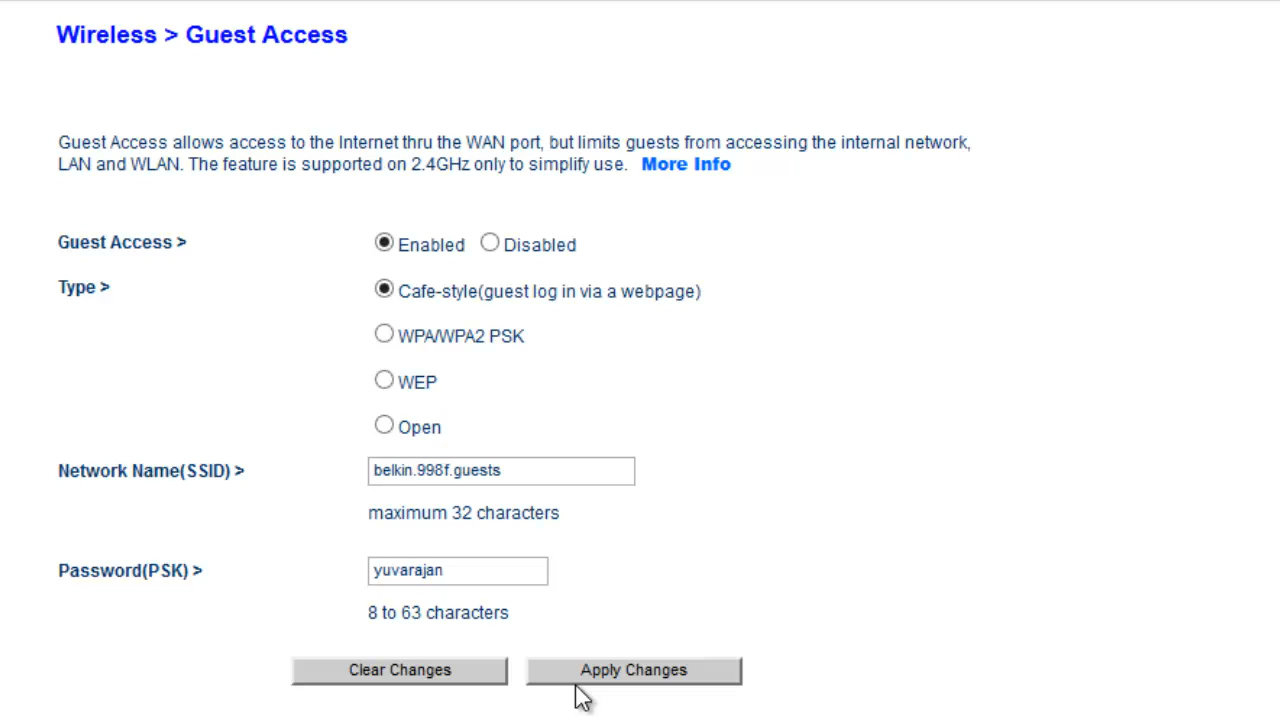 Wireless > Guest Access
Guest Access allows access to the Internet thru the WAN port, but limits guests from accessing the internal network,
LAN and WLAN. The feature is supported on 2.4GHz only to simplify use. More Info
Guest Access > Enabled Disabled
Type > Cafe-style(guest log in via a webpage)
WPA/WPA2 PSK
WEP
Open
Network Name(SSID) > belkin.998f.guests
maximum 32 characters
Password(PSK) > yuvarajan
8 to 63 characters
Clear Changes Apply Changes